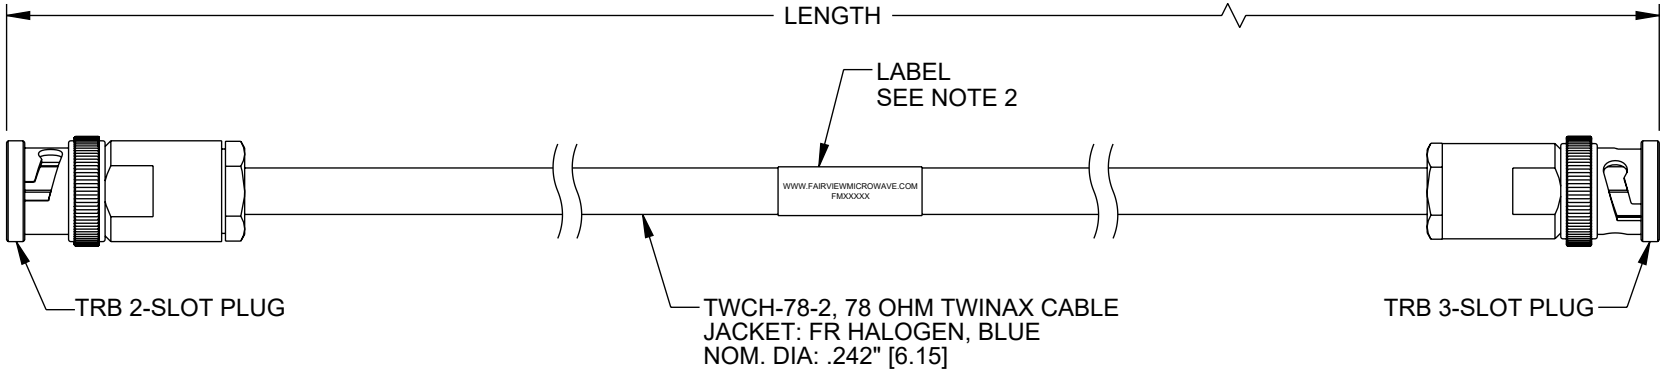 LENGTH
LABEL
SEE NOTE 2
WWW.FAIRVIEWMICROWAVE.COM
FMXXXXX
TRB 2-SLOT PLUG
TWCH-78-2, 78 OHM TWINAX CABLE
JACKET: FR HALOGEN, BLUE
NOM. DIA: .242" [6.15]
TRB 3-SLOT PLUG